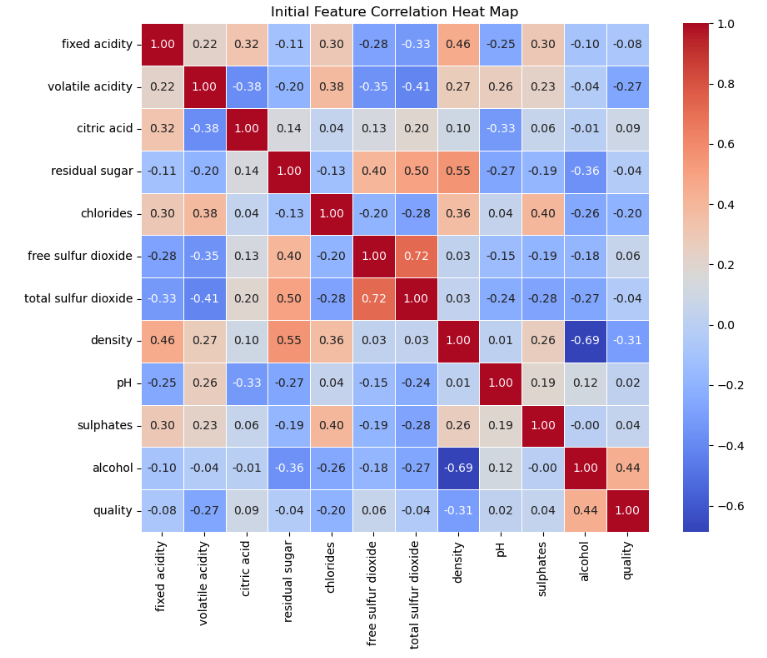 Initial Feature Correlation Heat Map
fixed acidity 1.00 0.22 0.32 -0.11 0.30 -0.28 -0.33 0.46 -0.25 0.30 -0.10 -0.08
volatile acidity 0.22 1.00 -0.38 -0.20 0.38 -0.35 -0.41 0.27 0.26 0.23 -0.04 -0.27
citric acid 0.32 -0.38 1.00 0.14 0.04 0.13 0.20 0.10 -0.33 0.06 -0.01 0.09
residual sugar -0.11 -0.20 0.14 1.00 -0.13 0.40 0.50 0.55 -0.27 -0.19 -0.36 -0.04
chlorides 0.30 0.38 0.04 -0.13 1.00 -0.20 -0.28 0.36 0.04 0.40 -0.26 -0.20
free sulfur dioxide -0.28 -0.35 0.13 0.40 -0.20 1.00 0.72 0.03 -0.15 -0.19 -0.18 0.06
total sulfur dioxide -0.33 -0.41 0.20 0.50 -0.28 0.72 1.00 0.03 -0.24 -0.28 -0.27 -0.04
density 0.46 0.27 0.10 0.55 0.36 0.03 0.03 1.00 0.01 0.26 -0.69 -0.31
pH -0.25 0.26 -0.33 -0.27 0.04 -0.15 -0.24 0.01 1.00 0.19 0.12 0.02
sulphates 0.30 0.23 0.06 -0.19 0.40 -0.19 -0.28 0.26 0.19 1.00 -0.00 0.04
alcohol -0.10 -0.04 -0.01 -0.36 -0.26 -0.18 -0.27 -0.69 0.12 -0.00 1.00 0.44
quality -0.08 -0.27 0.09 -0.04 -0.20 0.06 -0.04 -0.31 0.02 0.04 0.44 1.00
fixed acidity
volatile acidity
citric acid
residual sugar
chlorides
free sulfur dioxide
total sulfur dioxide
density
pH
sulphates
alcohol
quality
1.0
0.8
0.6
0.4
0.2
0.0
−0.2
−0.4
−0.6